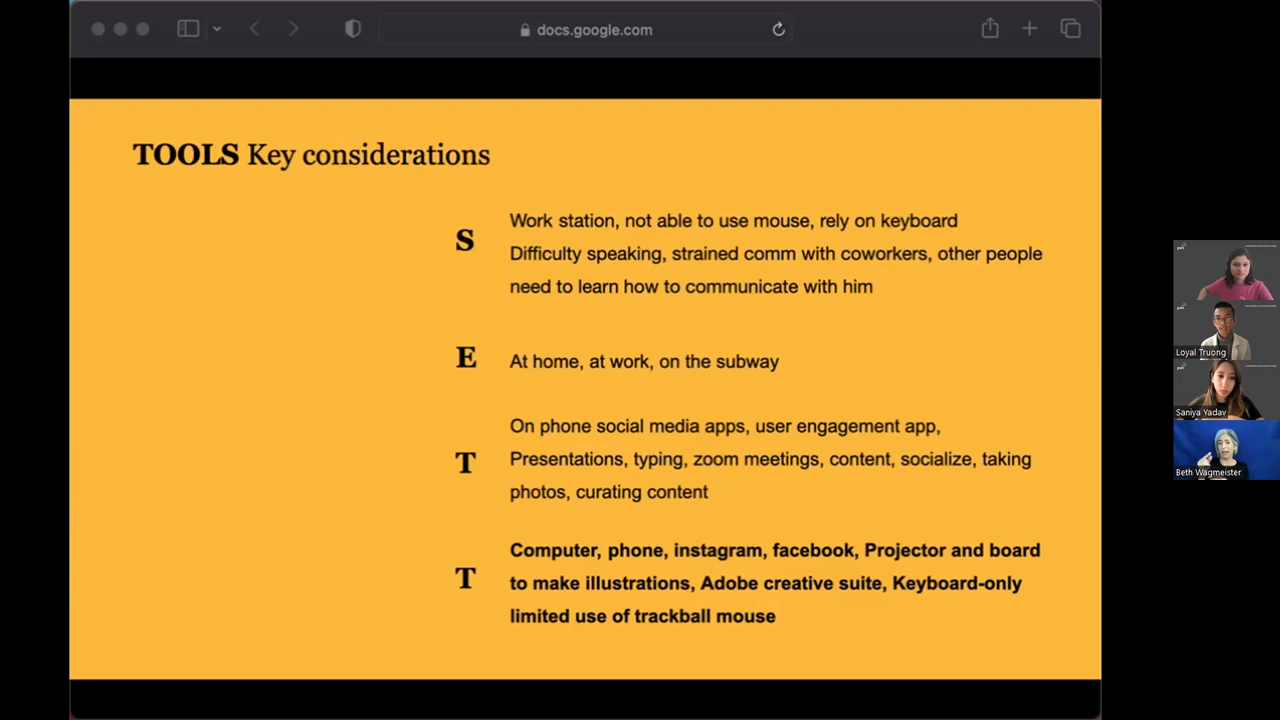 docs.google.com
TOOLS Key considerations
S
Work station, not able to use mouse, rely on keyboard
Difficulty speaking, strained comm with coworkers, other people
need to learn how to communicate with him
E
At home, at work, on the subway
T
On phone social media apps, user engagement app,
Presentations, typing, zoom meetings, content, socialize, taking
photos, curating content
T
Computer, phone, instagram, facebook, Projector and board
to make illustrations, Adobe creative suite, Keyboard-only
limited use of trackball mouse
pwc
Loyal Truong
pwc
Saniya Yadav
Beth Wagmeister